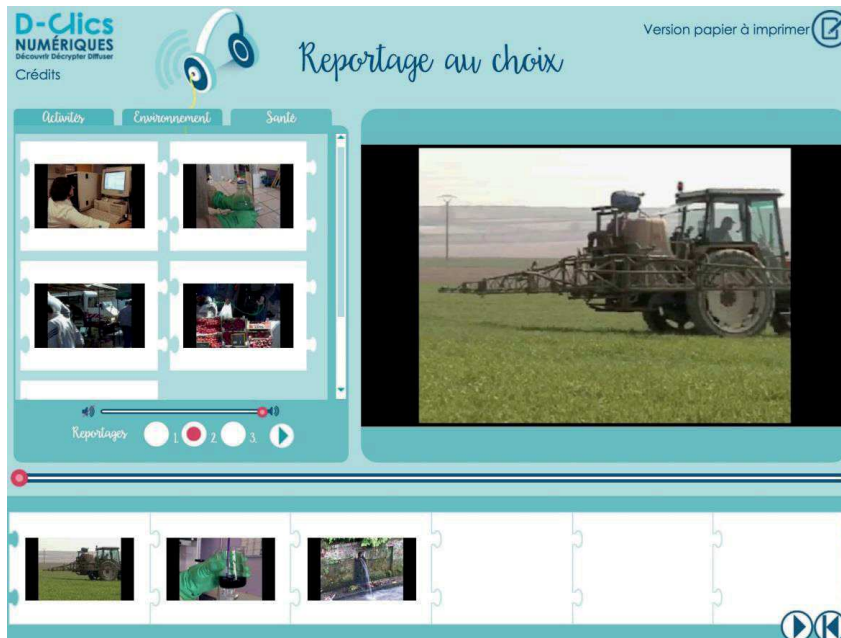 D-Clics
NUMÉRIQUES
Découvrir Décrypter Diffuser
Crédits
Reportage au choix
Version papier à imprimer
Activités
Environnement
Santé
Reportages
1.
2.
3.